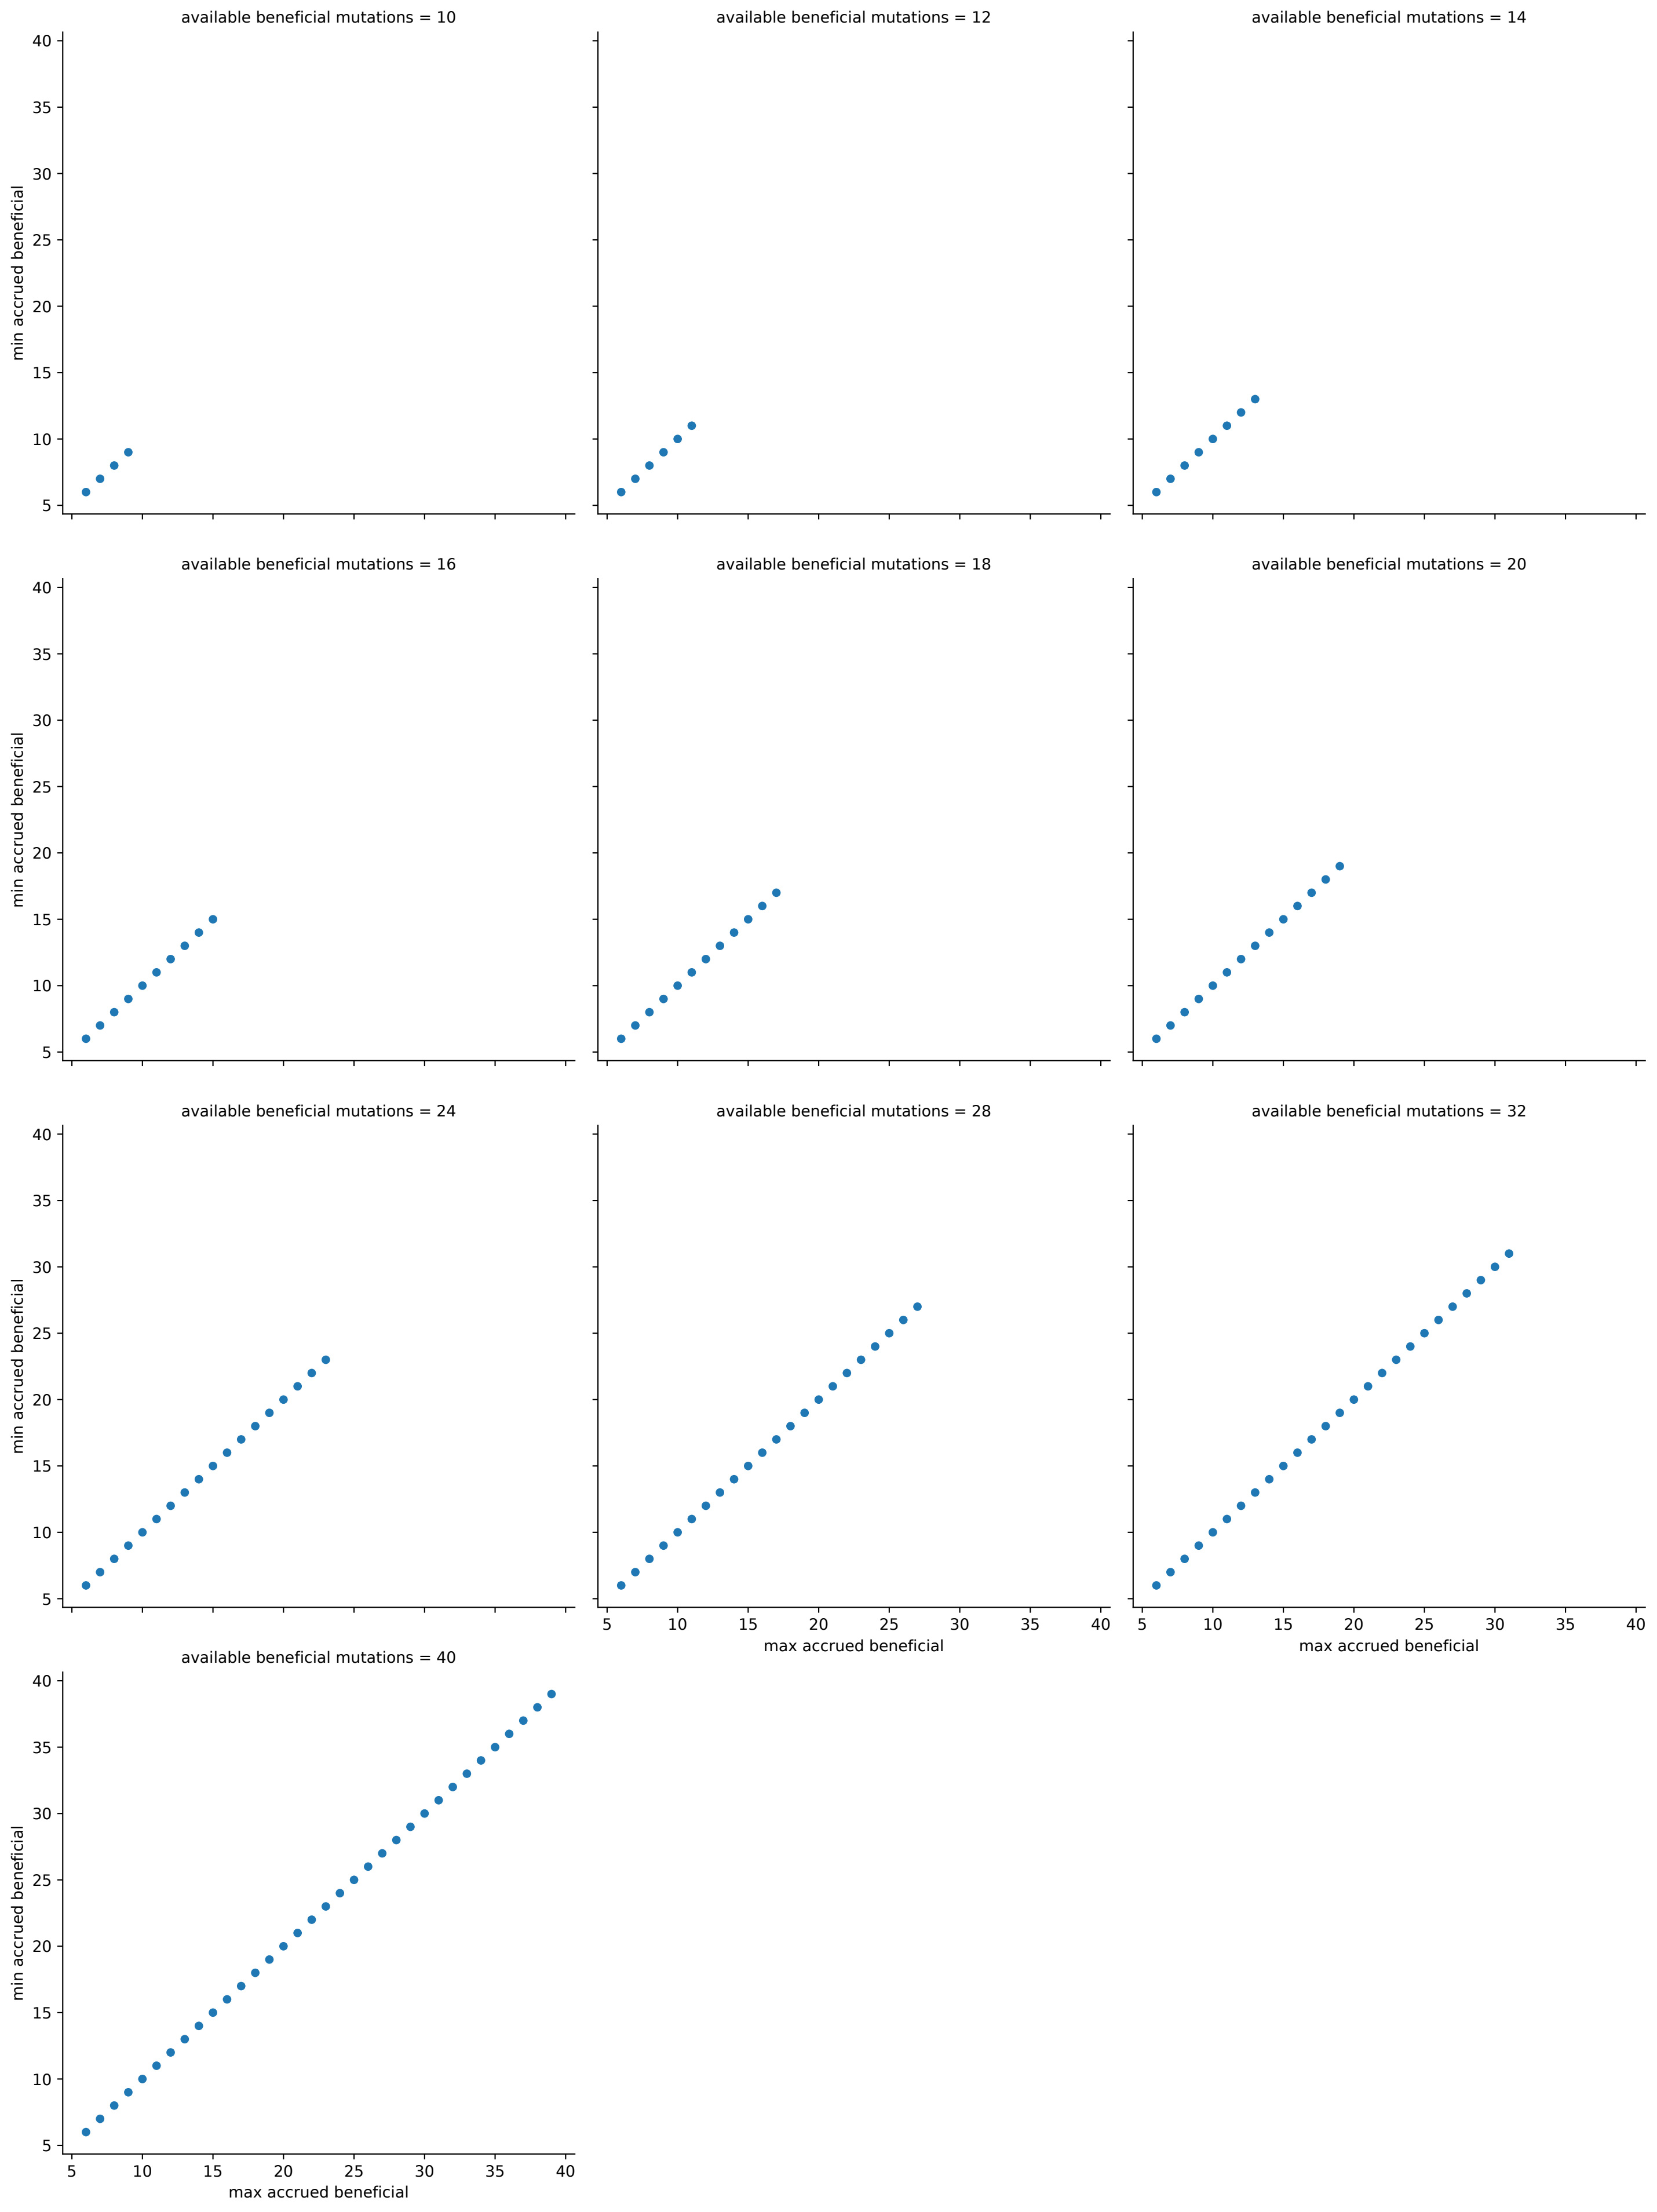 available beneficial mutations = 10
available beneficial mutations = 12
available beneficial mutations = 14
40
35
30
25
20
15
10
5
min accrued beneficial
available beneficial mutations = 16
available beneficial mutations = 18
available beneficial mutations = 20
40
35
30
25
20
15
10
5
min accrued beneficial
available beneficial mutations = 24
available beneficial mutations = 28
available beneficial mutations = 32
40
35
30
25
20
15
10
5
min accrued beneficial
5 10 15 20 25 30 35 40
max accrued beneficial
5 10 15 20 25 30 35 40
max accrued beneficial
available beneficial mutations = 40
40
35
30
25
20
15
10
5
min accrued beneficial
5 10 15 20 25 30 35 40
max accrued beneficial